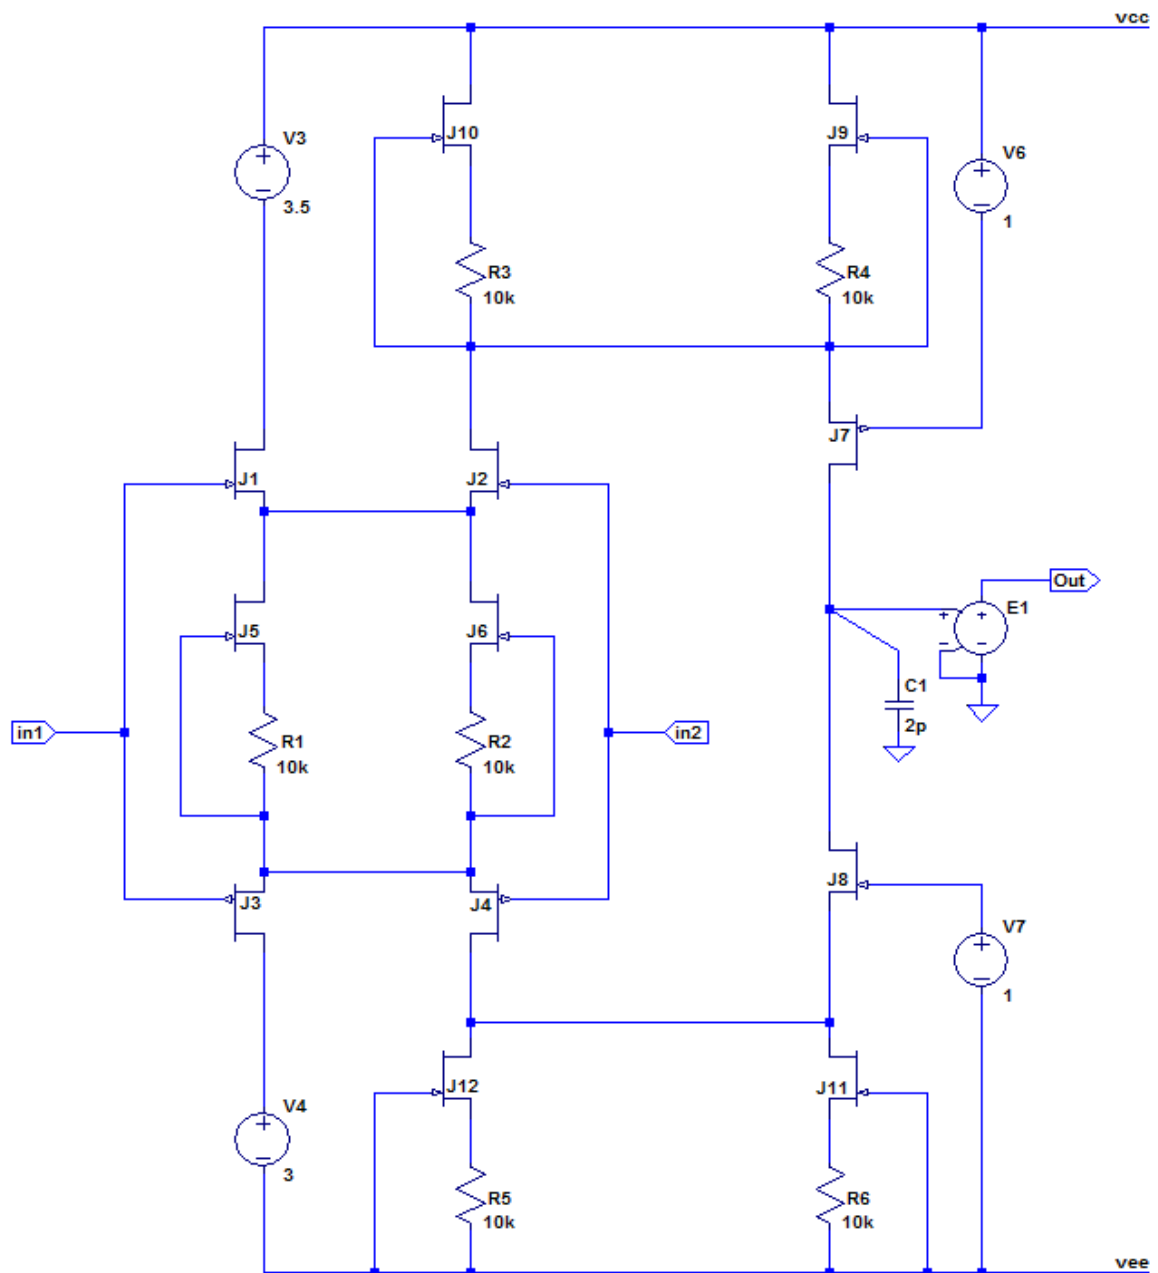 vcc
V3
+
−
3.5
J10
J9
V6
+
−
1
R3
10k
R4
10k
J7
J1
J2
Out
E1
+
−
+
−
J5
J6
C1
2p
in1
R1
10k
R2
10k
in2
J3
J4
J8
V7
+
−
1
J12
J11
V4
+
−
3
R5
10k
R6
10k
vee